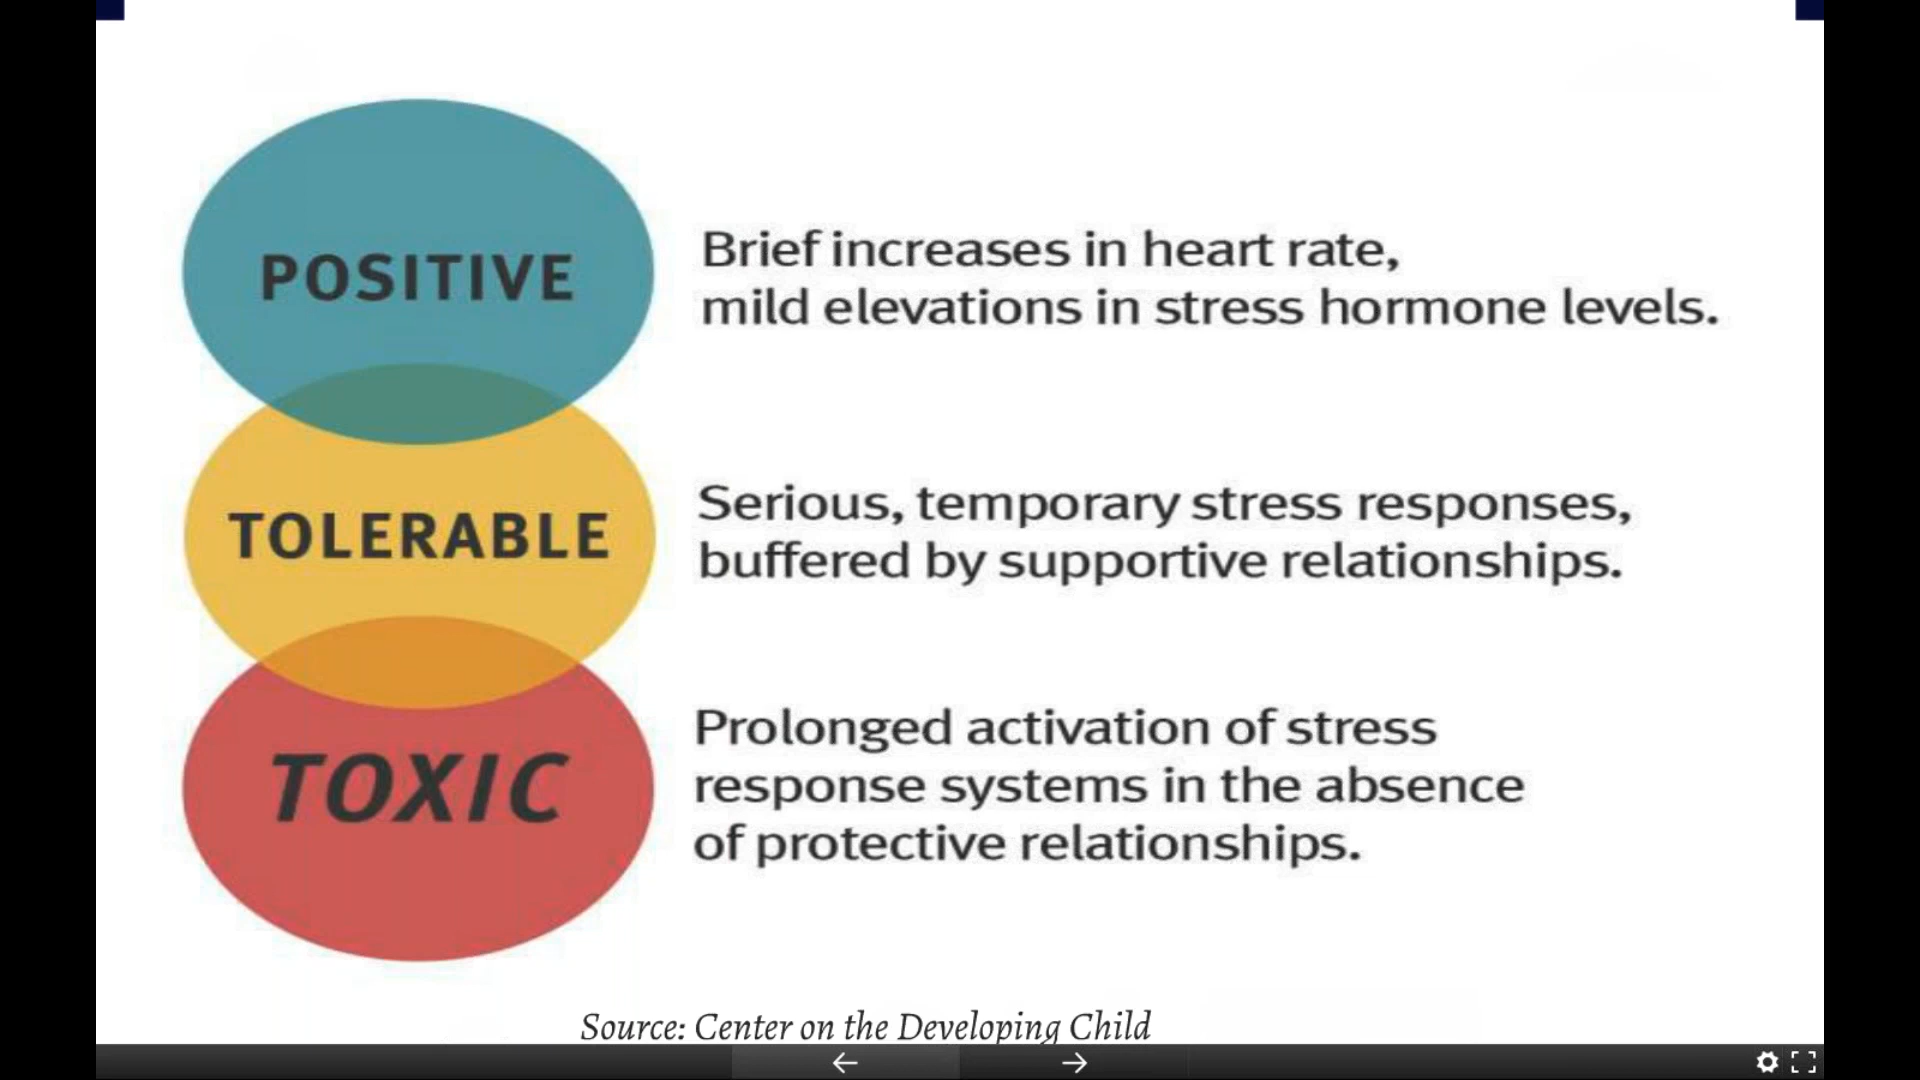 POSITIVE
Brief increases in heart rate,
mild elevations in stress hormone levels.
TOLERABLE
Serious, temporary stress responses,
buffered by supportive relationships.
TOXIC
Prolonged activation of stress
response systems in the absence
of protective relationships.
Source: Center on the Developing Child